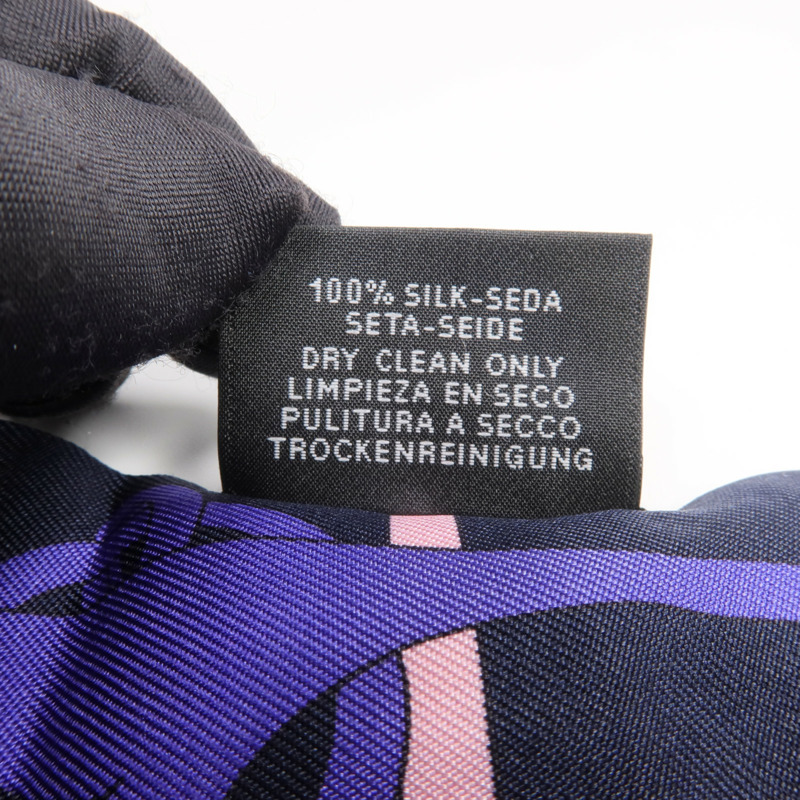 100% SILK-SEDA
SETA-SEIDE
DRY CLEAN ONLY
LIMPIEZA EN SECO
PULITURA A SECCO
TROCKENREINIGUNG